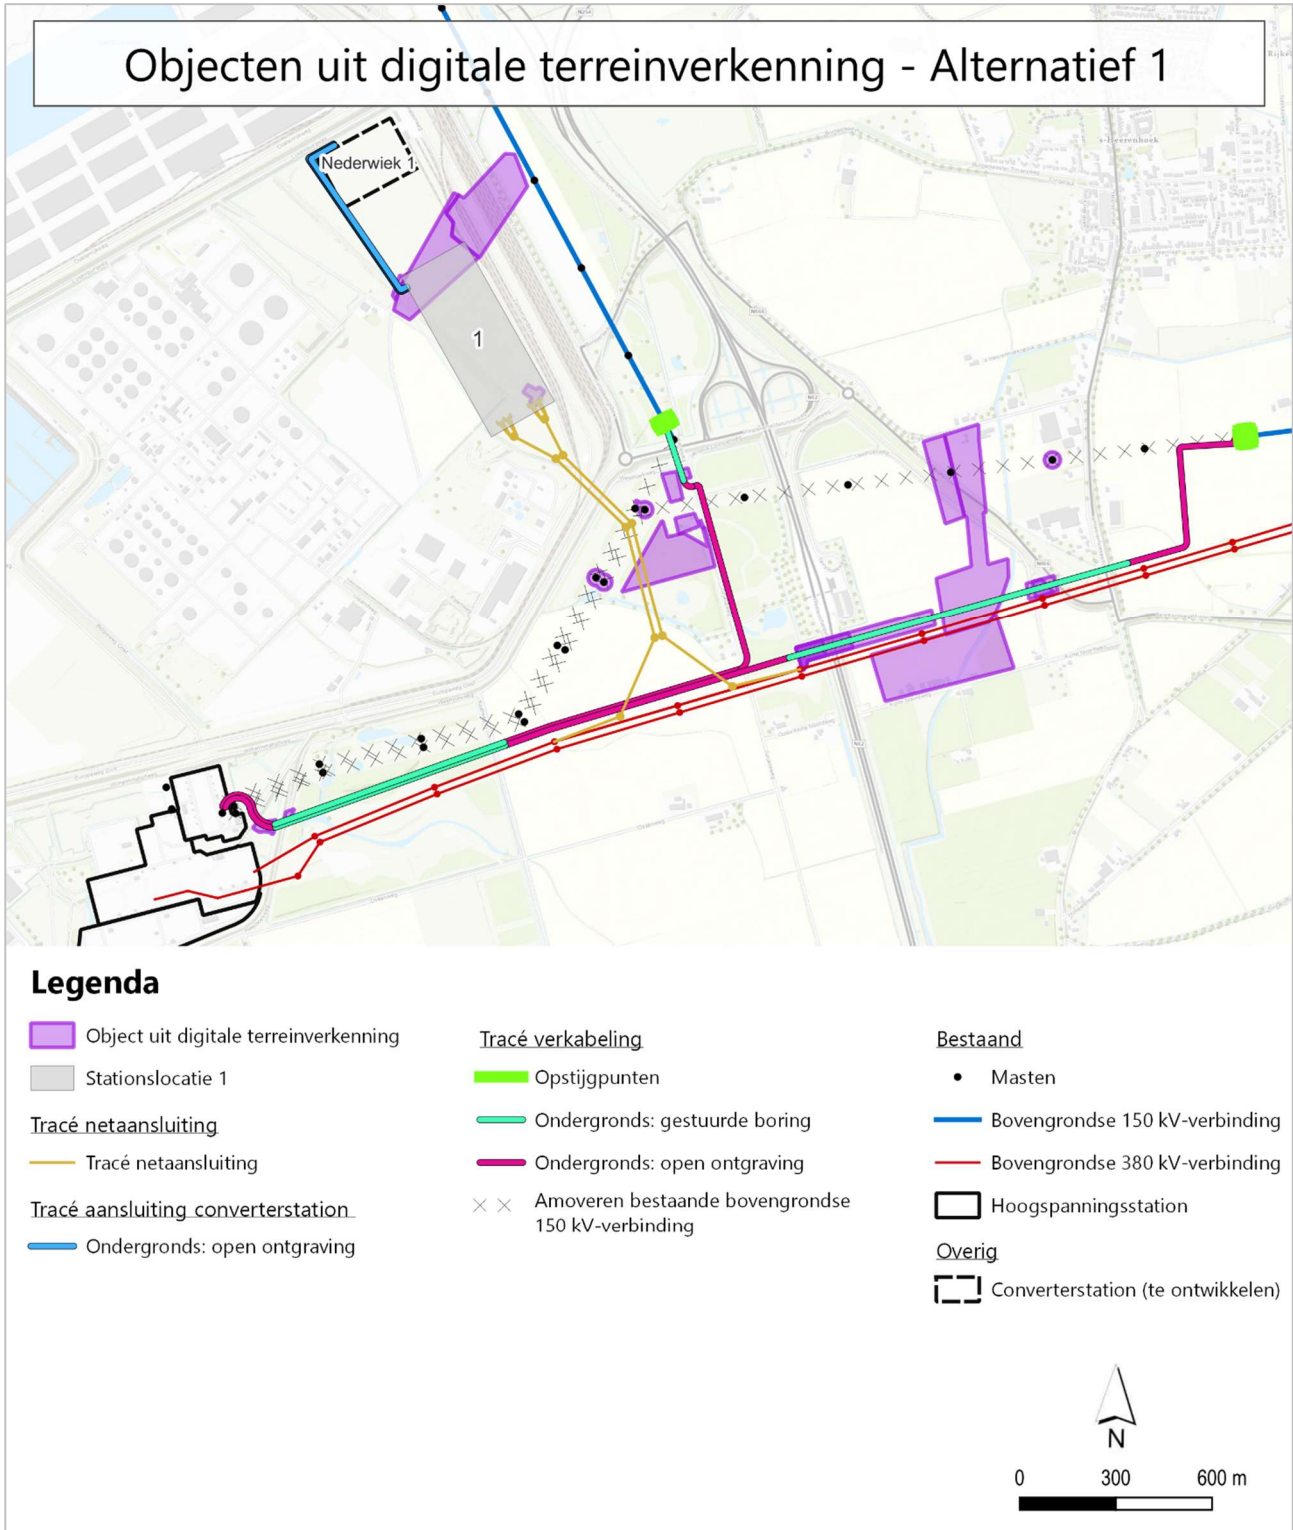 Objecten uit digitale terreinverkenning - Alternatief 1
s-Heerenhoek
Nederwiek 1
1
N62
N62
Legenda
Object uit digitale terreinverkenning
Stationslocatie 1
Tracé netaansluiting
Tracé netaansluiting
Tracé aansluiting converterstation
Ondergronds: open ontgraving
Tracé verkabeling
Opstijgpunten
Ondergronds: gestuurde boring
Ondergronds: open ontgraving
Amoveren bestaande bovengrondse
150 kV-verbinding
Bestaand
Masten
Bovengrondse 150 kV-verbinding
Bovengrondse 380 kV-verbinding
Hoogspanningsstation
Overig
Converterstation (te ontwikkelen)
N
0 300 600 m